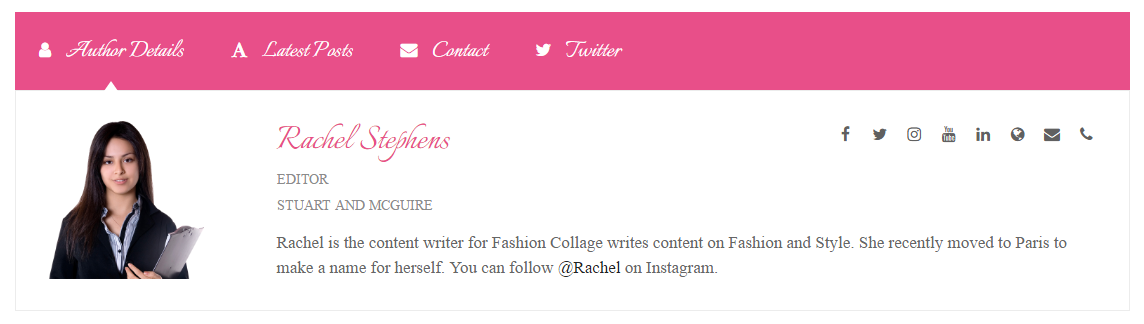 Author Details
Latest Posts
Contact
Twitter
Rachel Stephens
You Tube
EDITOR
STUART AND MCGUIRE
Rachel is the content writer for Fashion Collage writes content on Fashion and Style. She recently moved to Paris to
make a name for herself. You can follow @Rachel on Instagram.